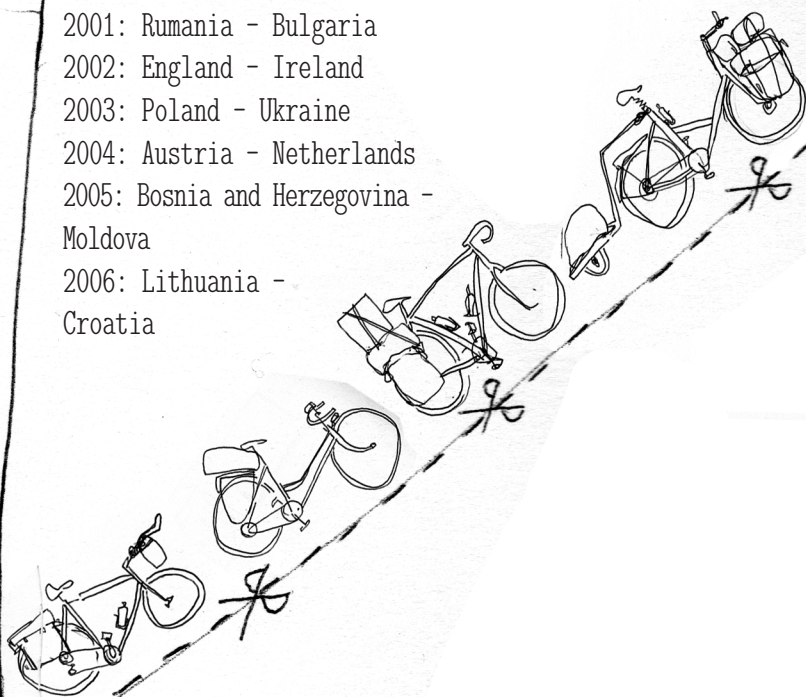 2001: Rumania - Bulgaria
2002: England - Ireland
2003: Poland - Ukraine
2004: Austria - Netherlands
2005: Bosnia and Herzegovina -
Moldova
2006: Lithuania -
Croatia